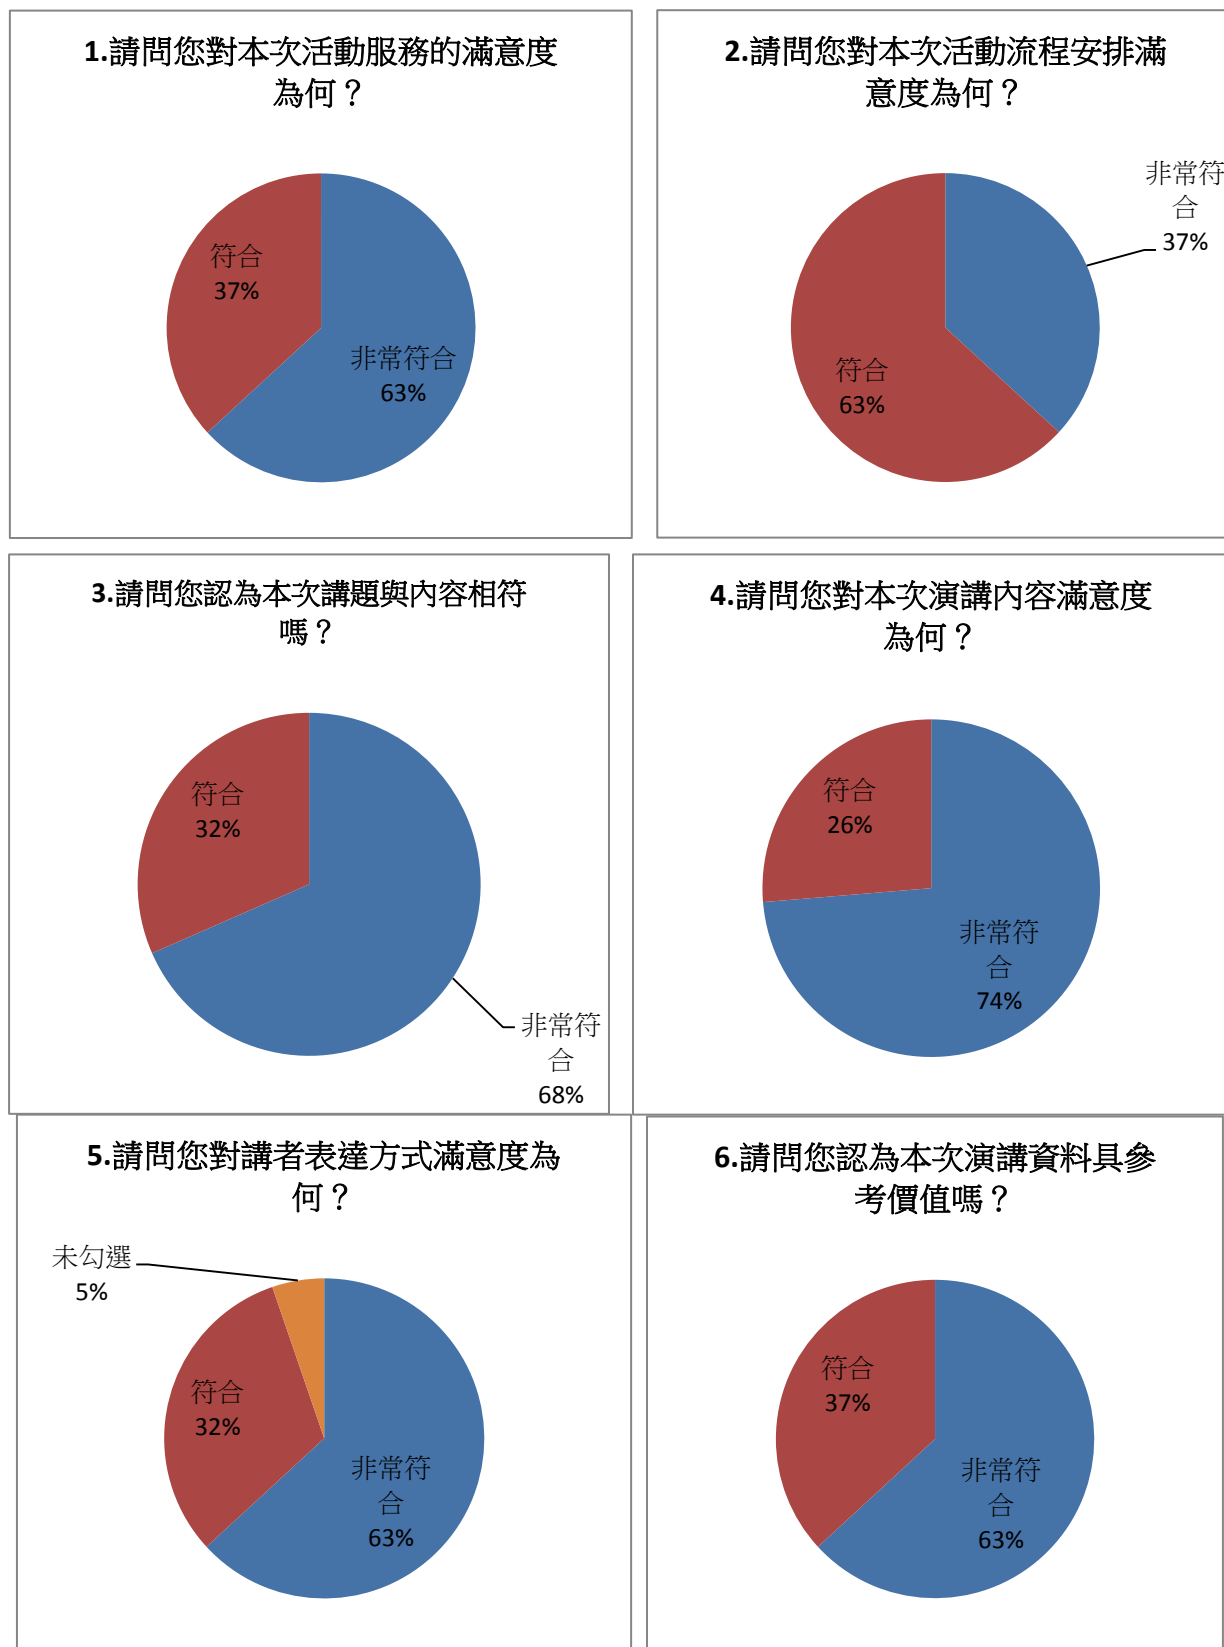 1.請問您對本次活動服務的滿意度
為何？
符合
37%
非常符合
63%
2.請問您對本次活動流程安排滿
意度為何？
非常符
合
37%
符合
63%
3.請問您認為本次講題與內容相符
嗎？
符合
32%
非常符
合
68%
4.請問您對本次演講內容滿意度
為何？
符合
26%
非常符
合
74%
5.請問您對講者表達方式滿意度為
何？
未勾選
5%
符合
32%
非常符
合
63%
6.請問您認為本次演講資料具參
考價值嗎？
符合
37%
非常符
合
63%